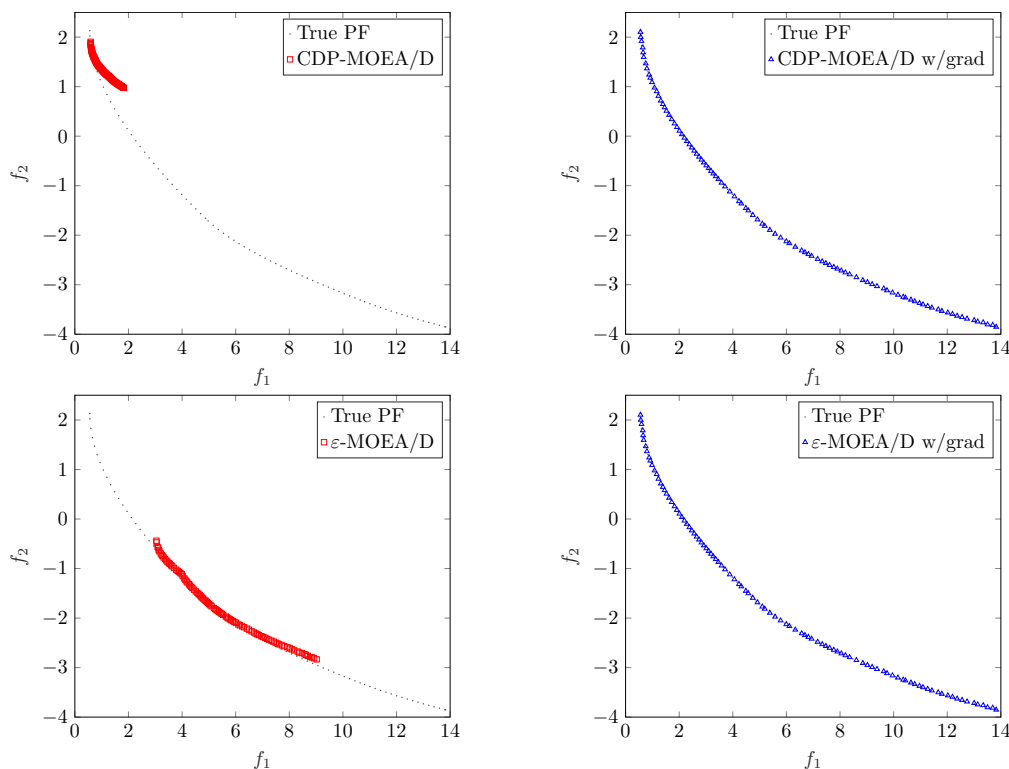 True PF
CDP-MOEA/D
2
1
0
−1
−2
−3
−4
0 2 4 6 8 10 12 14
f₁
f₂
True PF
CDP-MOEA/D w/grad
2
1
0
−1
−2
−3
−4
0 2 4 6 8 10 12 14
f₁
f₂
True PF
ε-MOEA/D
2
1
0
−1
−2
−3
−4
0 2 4 6 8 10 12 14
f₁
f₂
True PF
ε-MOEA/D w/grad
2
1
0
−1
−2
−3
−4
0 2 4 6 8 10 12 14
f₁
f₂